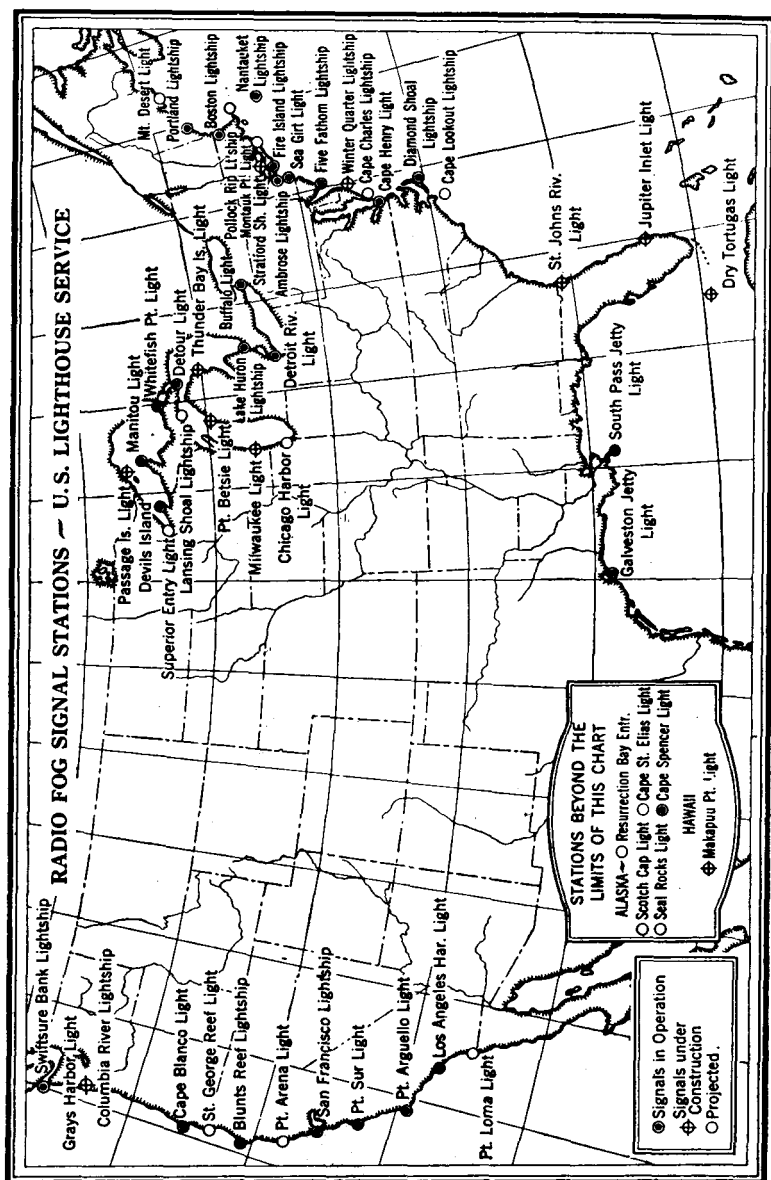 RADIO FOG SIGNAL STATIONS ~ U.S. LIGHTHOUSE SERVICE
Swiftsure Bank Lightship
Grays Harbor Light
Columbia River Lightship
Cape Blanco Light
St. George Reef Light
Blunts Reef Lightship
Pt. Arena Light
San Francisco Lightship
Pt. Sur Light
Pt. Arguello Light
Los Angeles Har. Light
Pt. Loma Light
Passage Is. Light
Manitou Light
Devils Island
Superior Entry Light
Whitefish Pt. Light
Detour Light
Lansing Shoal Lightship
Thunder Bay Is. Light
Pt. Betsie Light
Milwaukee Light
Chicago Harbor
Light
Lake Huron
Lightship
Detroit Riv.
Light
Buffalo Light
Mt. Desert Light
Portland Lightship
Boston Lightship
Pollock Rip Lt'ship
Nantucket
Lightship
Montauk Pt. Light
Stratford Sh. Light
Fire Island Lightship
Ambrose Lightship
Sea Girt Light
Five Fathom Lightship
Winter Quarter Lightship
Cape Charles Lightship
Cape Henry Light
Diamond Shoal
Lightship
Cape Lookout Lightship
St. Johns Riv.
Light
Jupiter Inlet Light
Dry Tortugas Light
South Pass Jetty
Light
Galveston Jetty
Light
STATIONS BEYOND THE
LIMITS OF THIS CHART
ALASKA ~ Resurrection Bay Entr.
Scotch Cap Light Cape St. Elias Light
Seal Rocks Light Cape Spencer Light
HAWAII
Makapuu Pt. Light
Signals in Operation
Signals under
Construction
Projected.